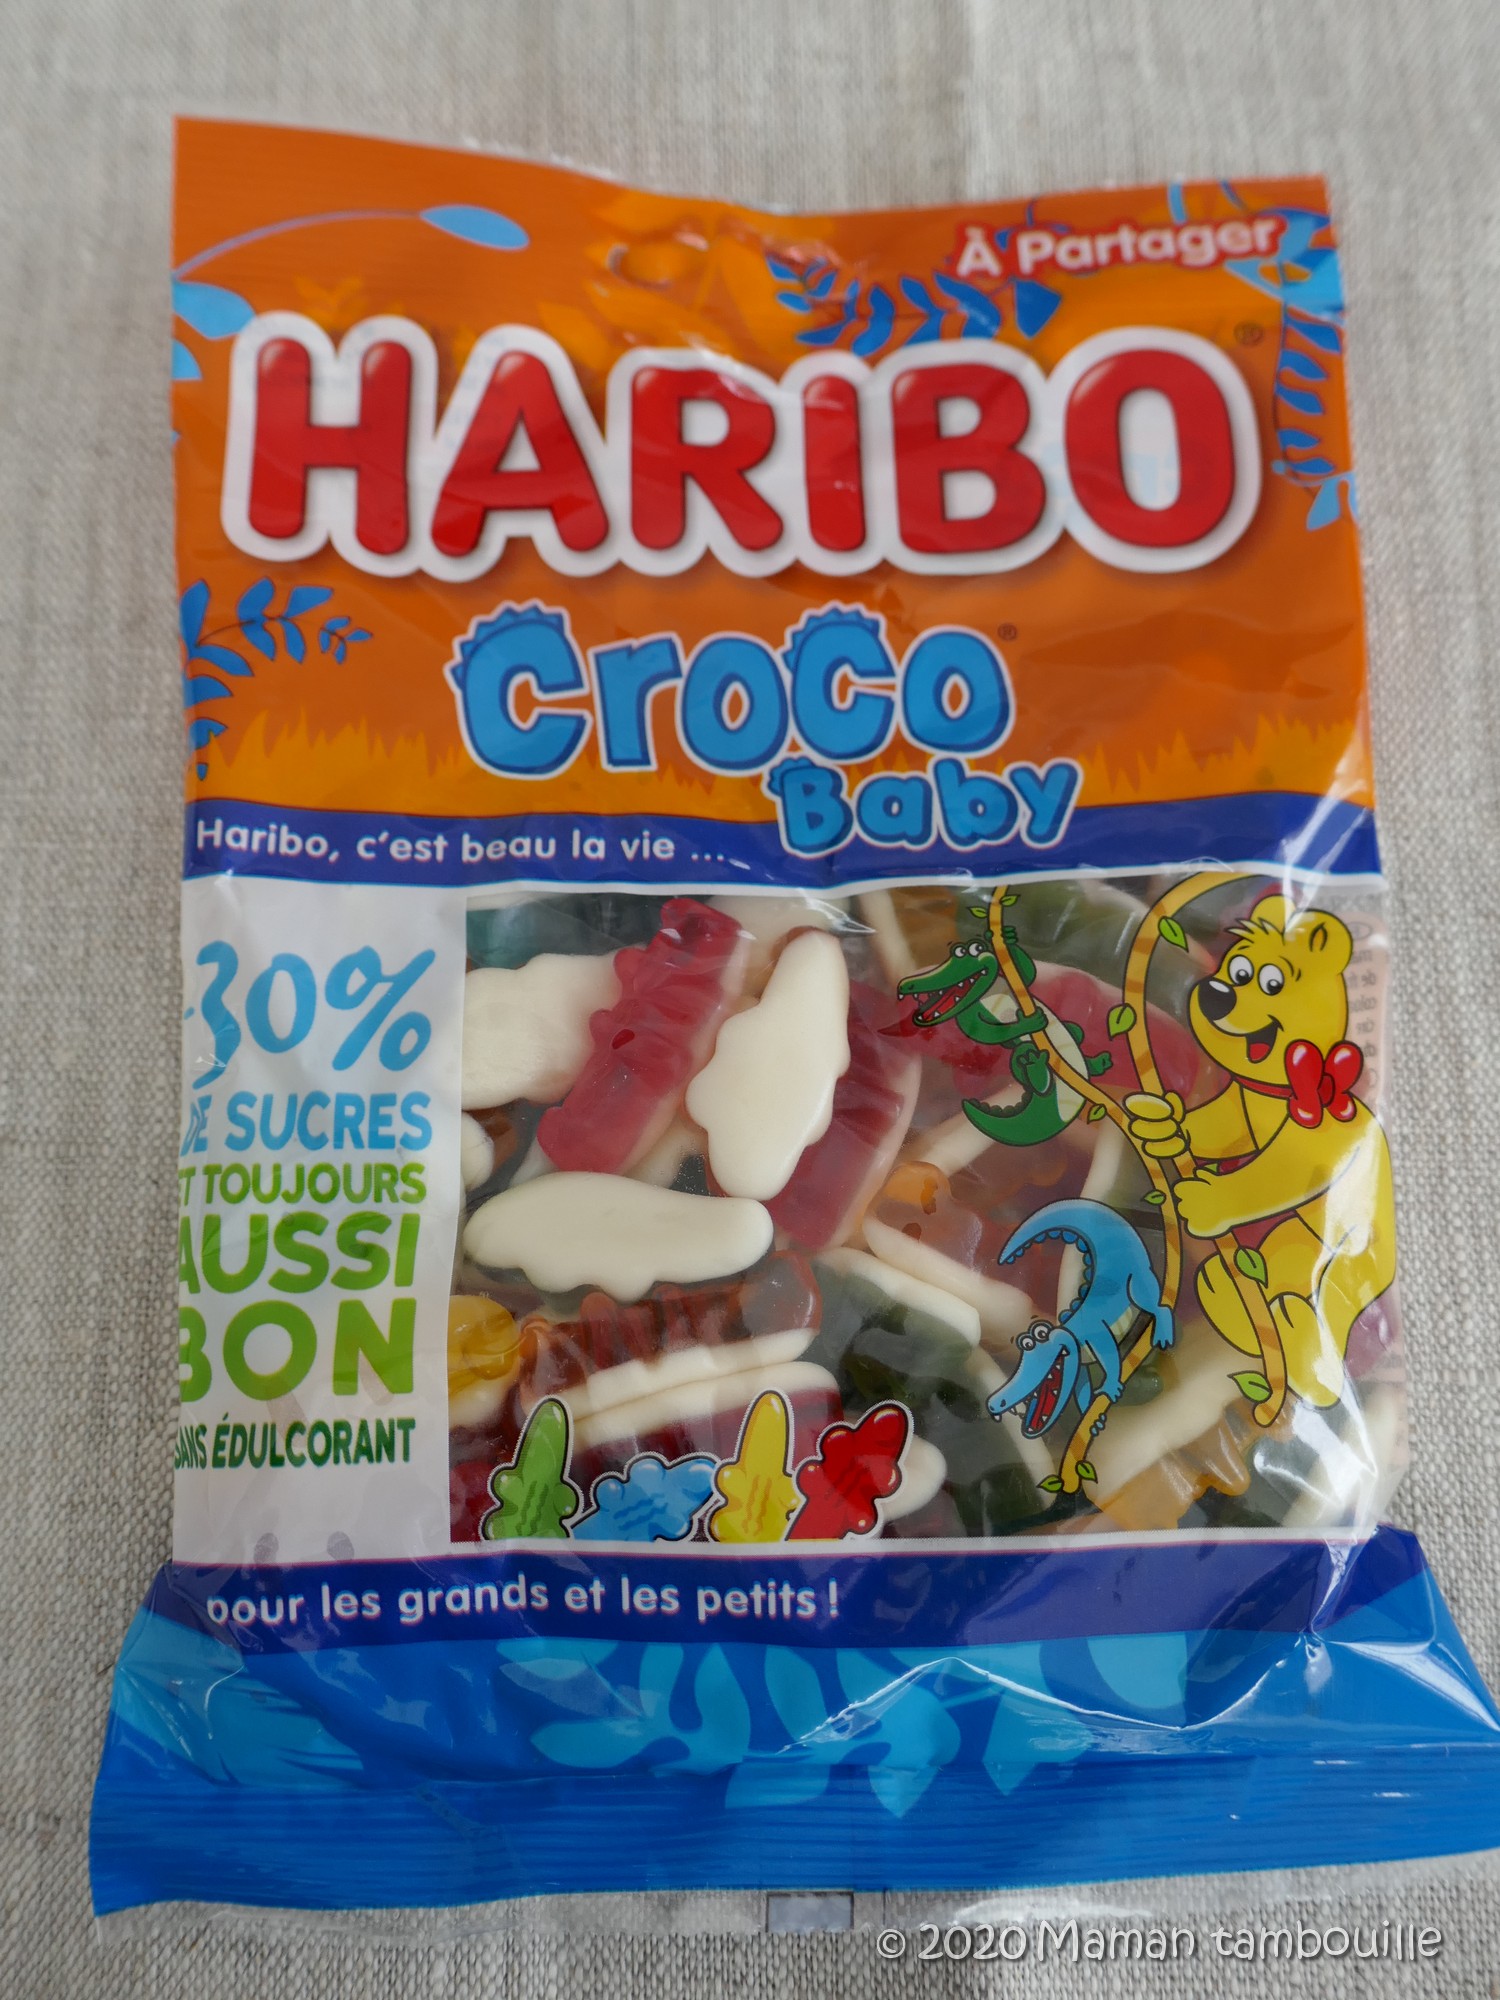 À Partager
HARIBO®
Croco®
Baby
Haribo, c'est beau la vie ...
-30%
DE SUCRES
ET TOUJOURS
AUSSI
BON
SANS ÉDULCORANT
pour les grands et les petits !
© 2020 Maman tambouille